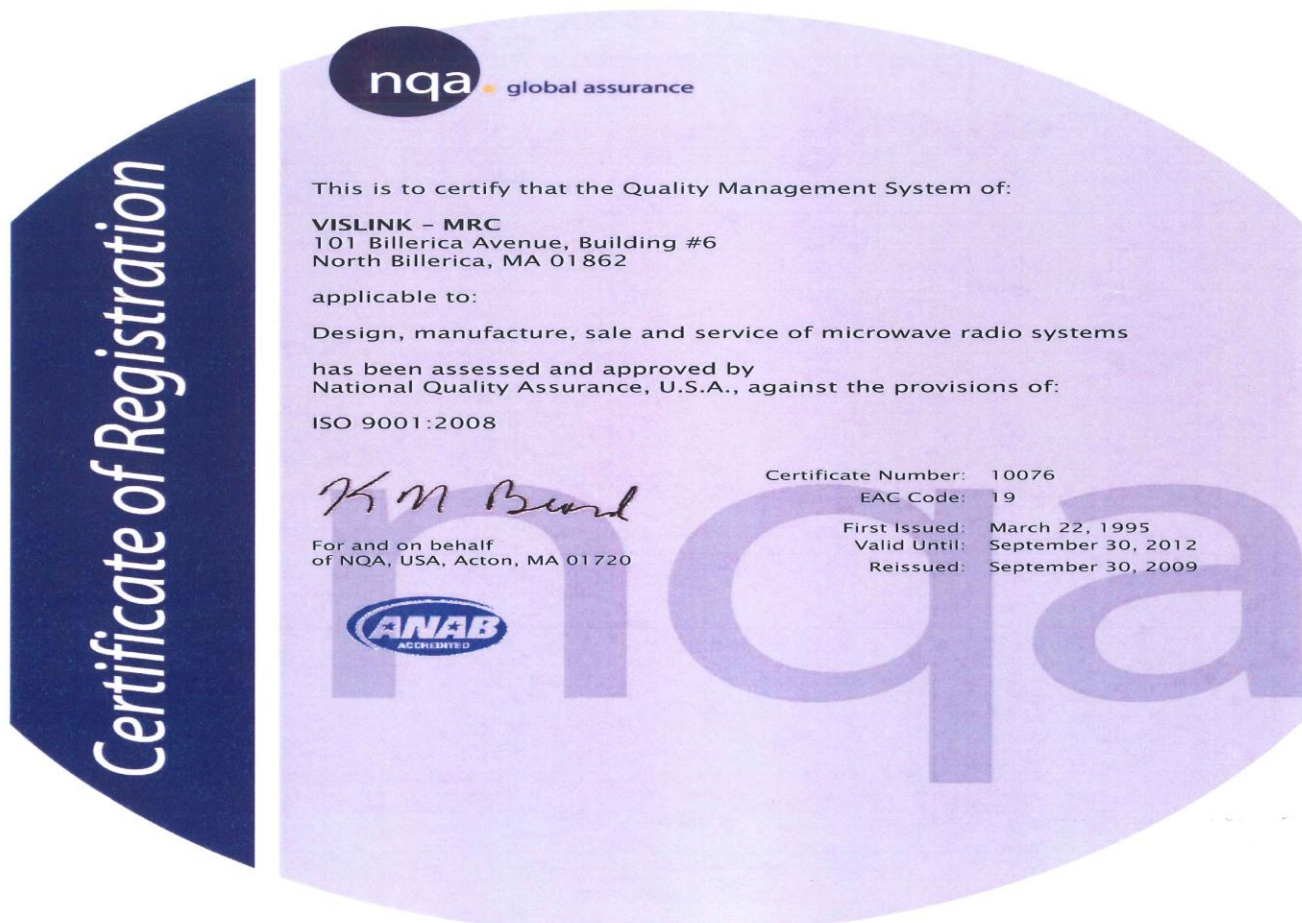 nqa. global assurance
Certificate of Registration
This is to certify that the Quality Management System of:
VISLINK – MRC
101 Billerica Avenue, Building #6
North Billerica, MA 01862
applicable to:
Design, manufacture, sale and service of microwave radio systems
has been assessed and approved by
National Quality Assurance, U.S.A., against the provisions of:
ISO 9001:2008
K M Beard
For and on behalf
of NQA, USA, Acton, MA 01720
ANAB
ACCREDITED
Certificate Number: 10076
EAC Code: 19
First Issued: March 22, 1995
Valid Until: September 30, 2012
Reissued: September 30, 2009
nqa